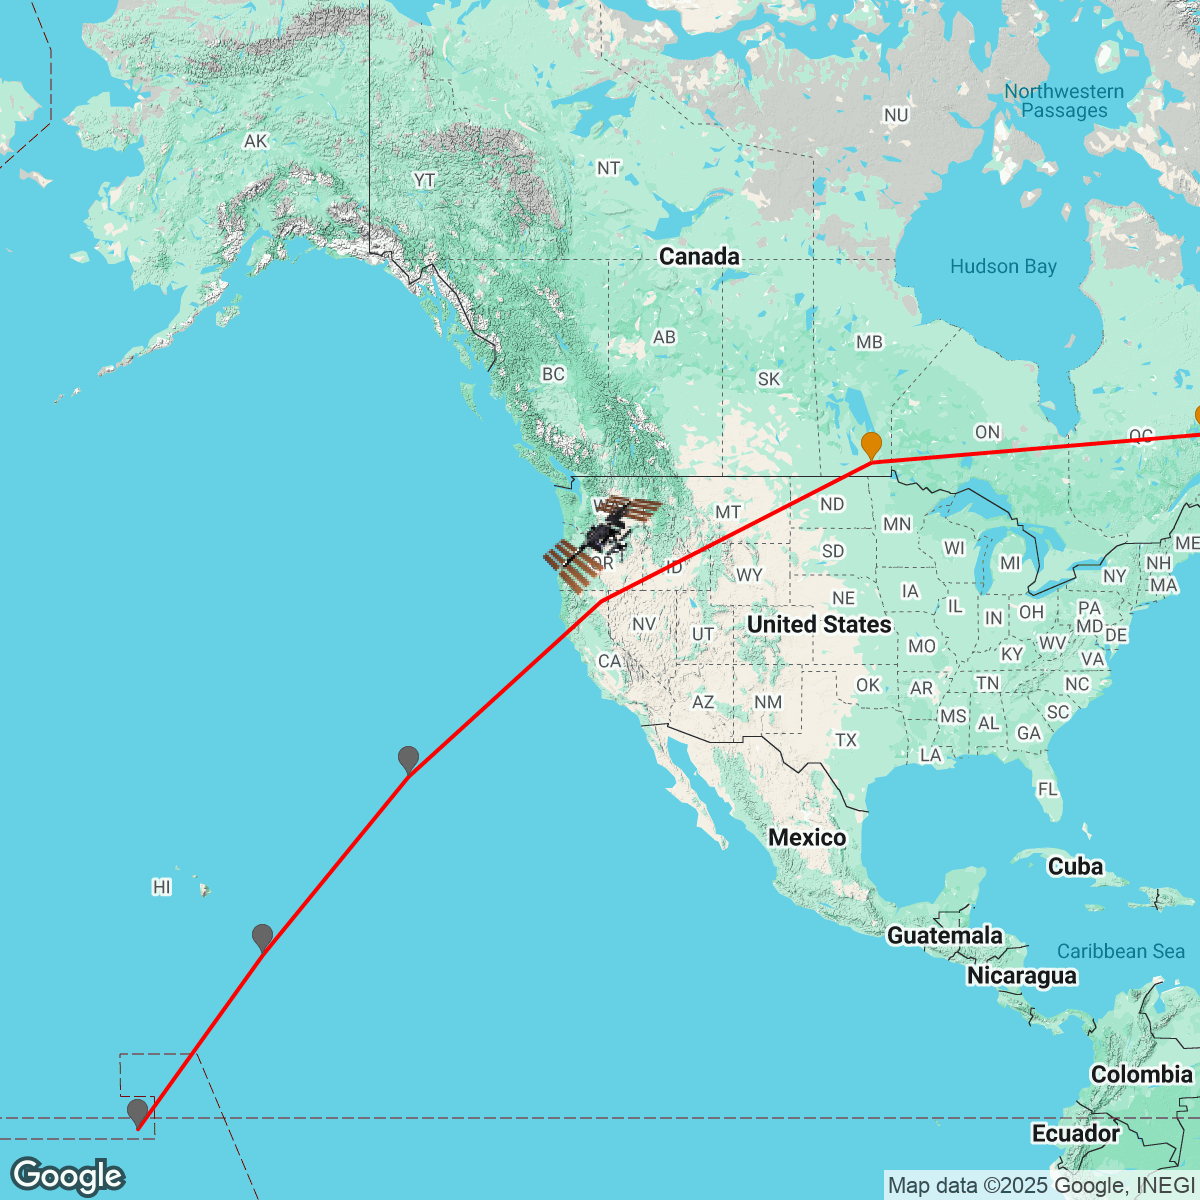 Northwestern
Passages
NU
AK
NT
YT
Canada
Hudson Bay
AB
MB
BC
SK
ON
QC
MT
ND
MN
ME
OR
ID
SD
WI
MI
NH
WY
NY
MA
NE
IA
IL
IN
OH
PA
MD
DE
NV
UT
United States
MO
KY
WV
VA
CA
OK
AR
TN
NC
AZ
NM
MS
AL
SC
GA
TX
LA
FL
Mexico
Cuba
HI
Guatemala
Caribbean Sea
Nicaragua
Colombia
Ecuador
Google
Map data ©2025 Google, INEGI